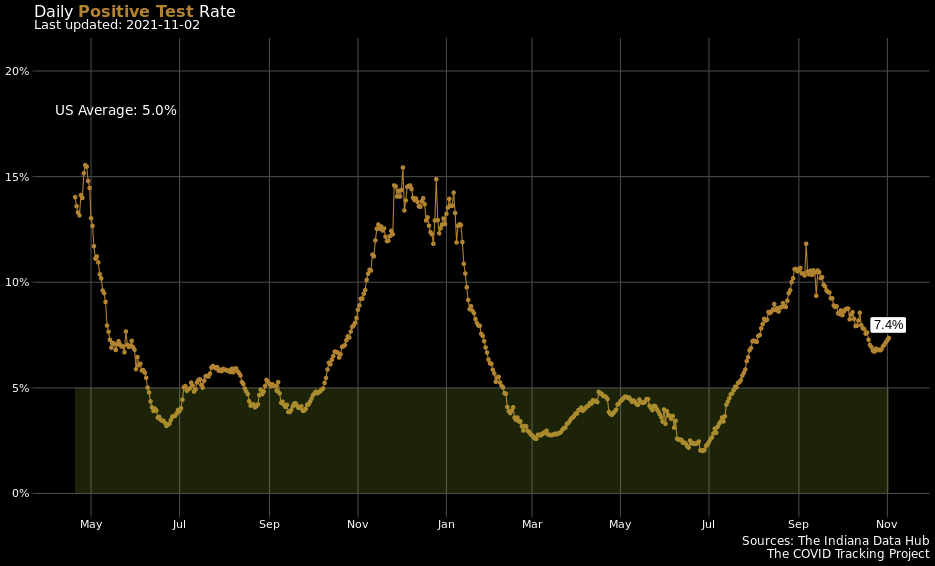 Daily Positive Test Rate
Last updated: 2021-11-02
20%
US Average: 5.0%
15%
10%
7.4%
5%
0%
May Jul Sep Nov Jan Mar May Jul Sep Nov
Sources: The Indiana Data Hub
The COVID Tracking Project